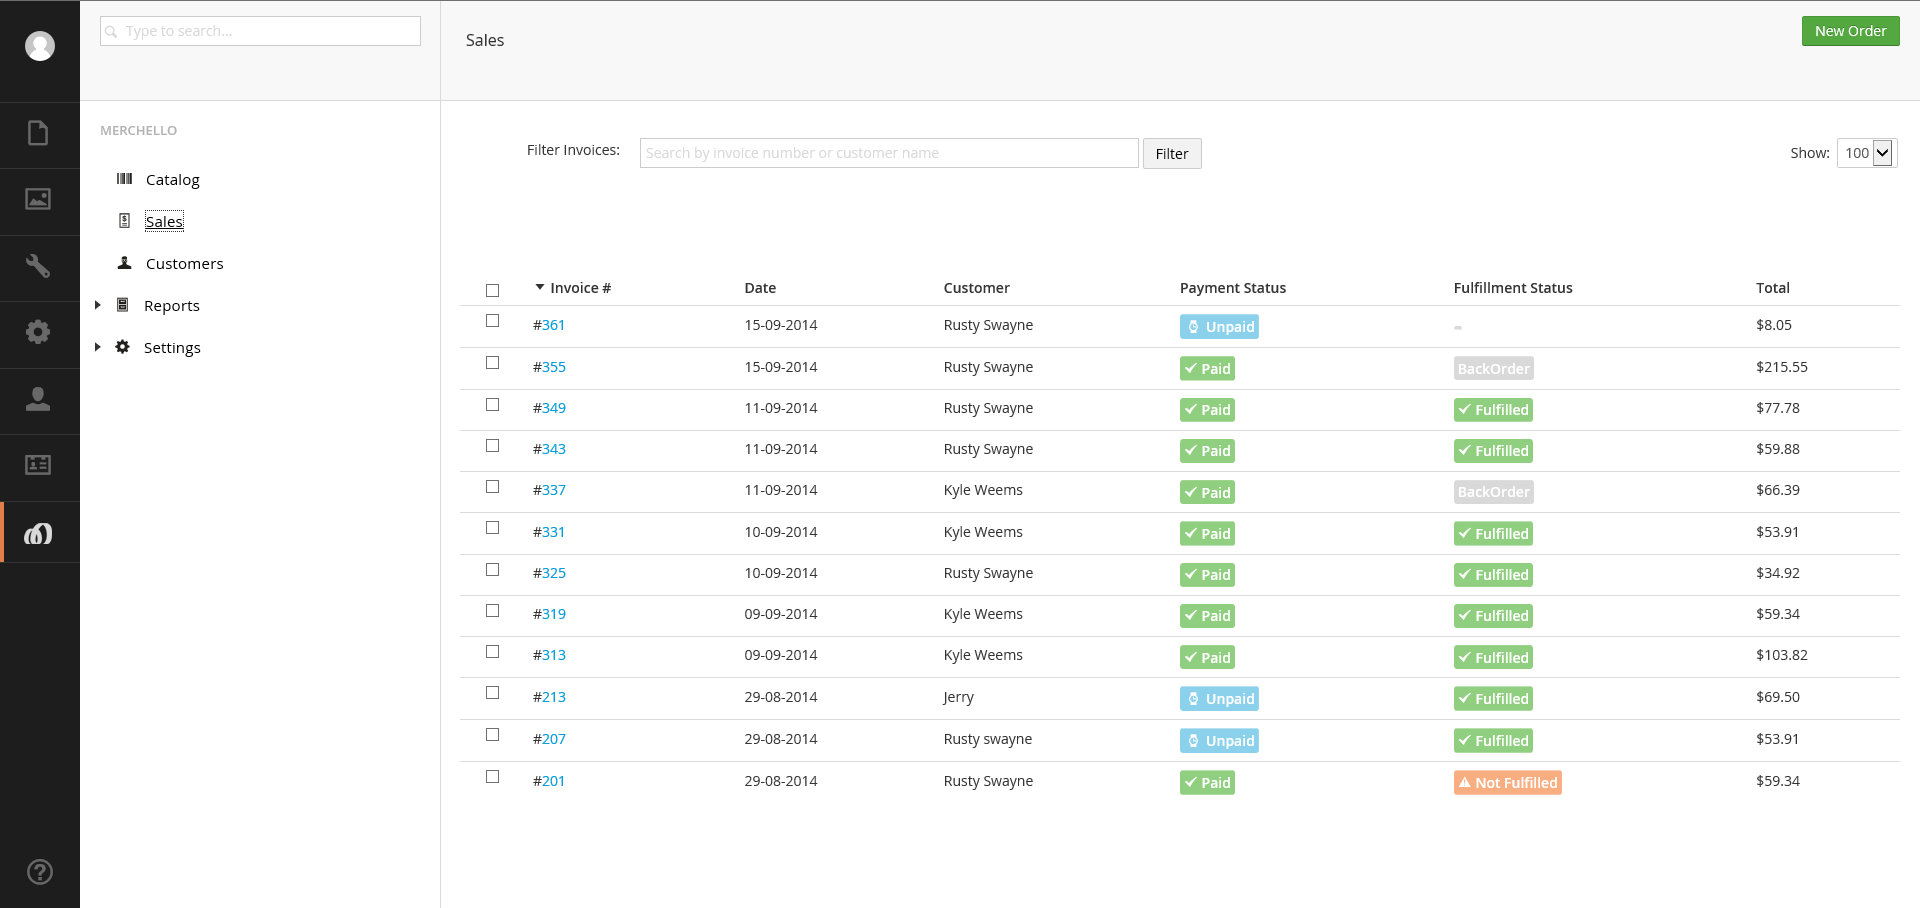 Type to search...
Sales
New Order
MERCHELLO
Catalog
Sales
Customers
Reports
Settings
Filter Invoices: Search by invoice number or customer name Filter Show: 100
Invoice # Date Customer Payment Status Fulfillment Status Total
#361 15-09-2014 Rusty Swayne Unpaid - $8.05
#355 15-09-2014 Rusty Swayne Paid BackOrder $215.55
#349 11-09-2014 Rusty Swayne Paid Fulfilled $77.78
#343 11-09-2014 Rusty Swayne Paid Fulfilled $59.88
#337 11-09-2014 Kyle Weems Paid BackOrder $66.39
#331 10-09-2014 Kyle Weems Paid Fulfilled $53.91
#325 10-09-2014 Rusty Swayne Paid Fulfilled $34.92
#319 09-09-2014 Kyle Weems Paid Fulfilled $59.34
#313 09-09-2014 Kyle Weems Paid Fulfilled $103.82
#213 29-08-2014 Jerry Unpaid Fulfilled $69.50
#207 29-08-2014 Rusty swayne Unpaid Fulfilled $53.91
#201 29-08-2014 Rusty Swayne Paid Not Fulfilled $59.34